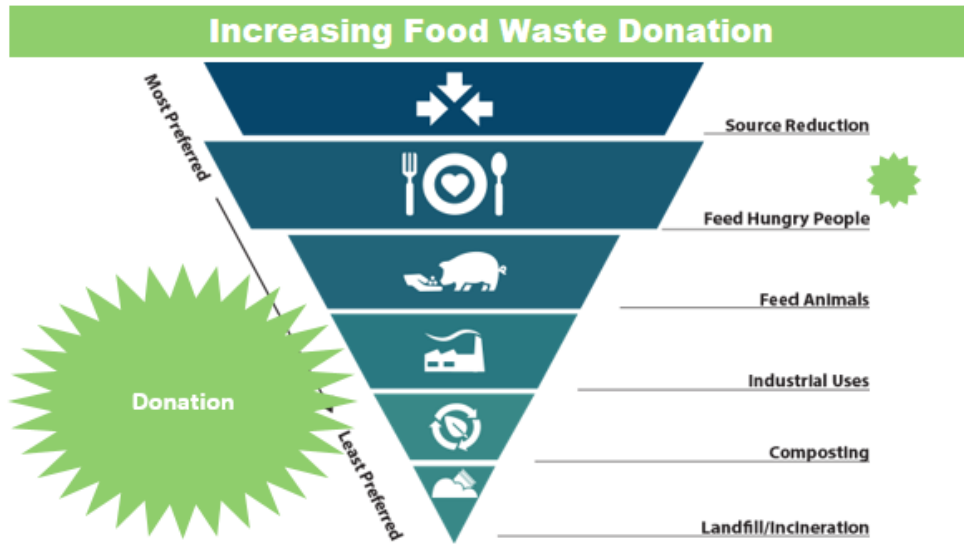 Increasing Food Waste Donation
Most Preferred
Source Reduction
Feed Hungry People
Feed Animals
Industrial Uses
Donation
Composting
Least Preferred
Landfill/Incineration